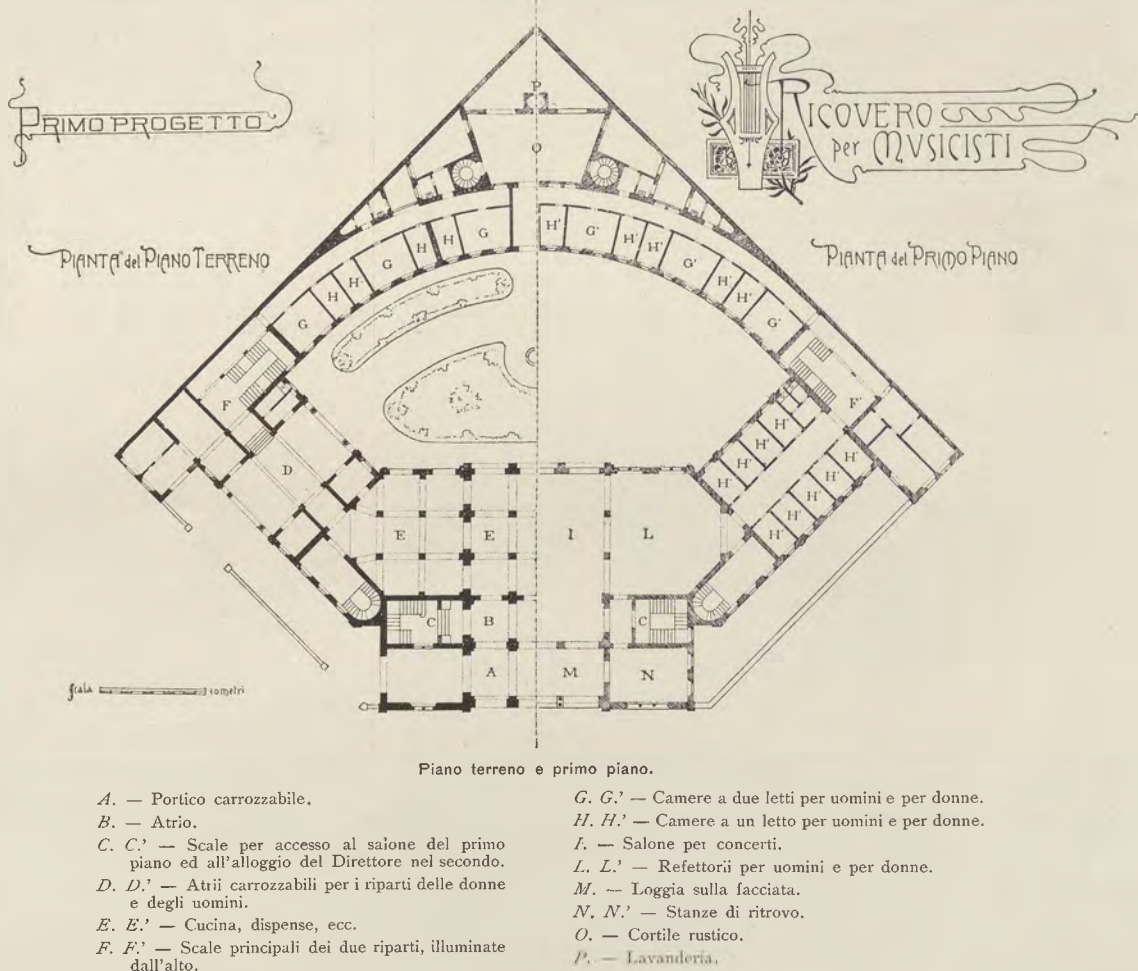 PRIMO PROGETTO
RICOVERO
per MVSICISTI
PIANTA del PIANO TERRENO
PIANTA del PRIMO PIANO
P
O
G H H G H H G
H' G' H' H' G' H' H' G'
F
F'
D
H' H' H' H'
H' H' H' H'
E E I L
C B C
A M N
Scala 10 metri
Piano terreno e primo piano.
A. — Portico carrozzabile.
B. — Atrio.
C. C.' — Scale per accesso al salone del primo
piano ed all'alloggio del Direttore nel secondo.
D. D.' — Atrii carrozzabili per i riparti delle donne
e degli uomini.
E. E.' — Cucina, dispense, ecc.
F. F.' — Scale principali dei due riparti, illuminate
dall'alto.
G. G.' — Camere a due letti per uomini e per donne.
H. H.' — Camere a un letto per uomini e per donne.
I. — Salone per concerti.
L. L.' — Refettorii per uomini e per donne.
M. — Loggia sulla facciata.
N. N.' — Stanze di ritrovo.
O. — Cortile rustico.
P. — Lavanderia.